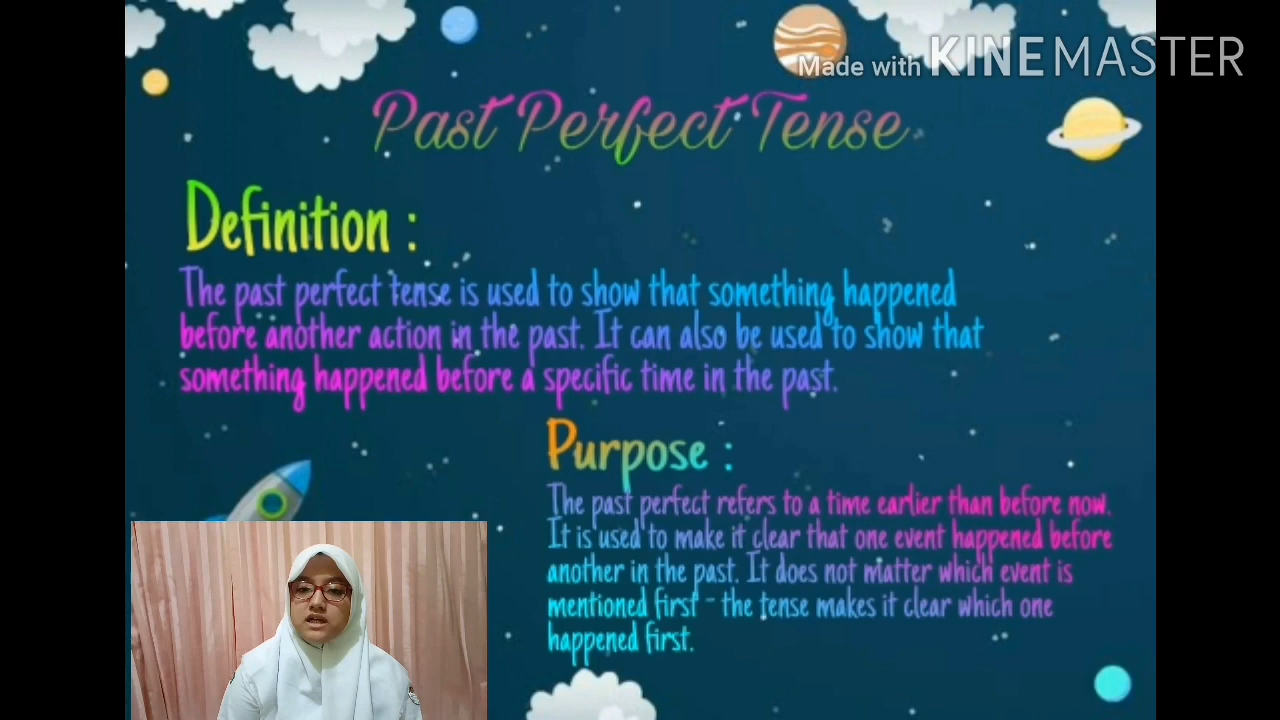 Made with KINEMASTER
Past Perfect Tense
Definition :
The past perfect tense is used to show that something happened
before another action in the past. It can also be used to show that
something happened before a specific time in the past.
Purpose :
The past perfect refers to a time earlier than before now.
It is used to make it clear that one event happened before
another in the past. It does not matter which event is
mentioned first - the tense makes it clear which one
happened first.